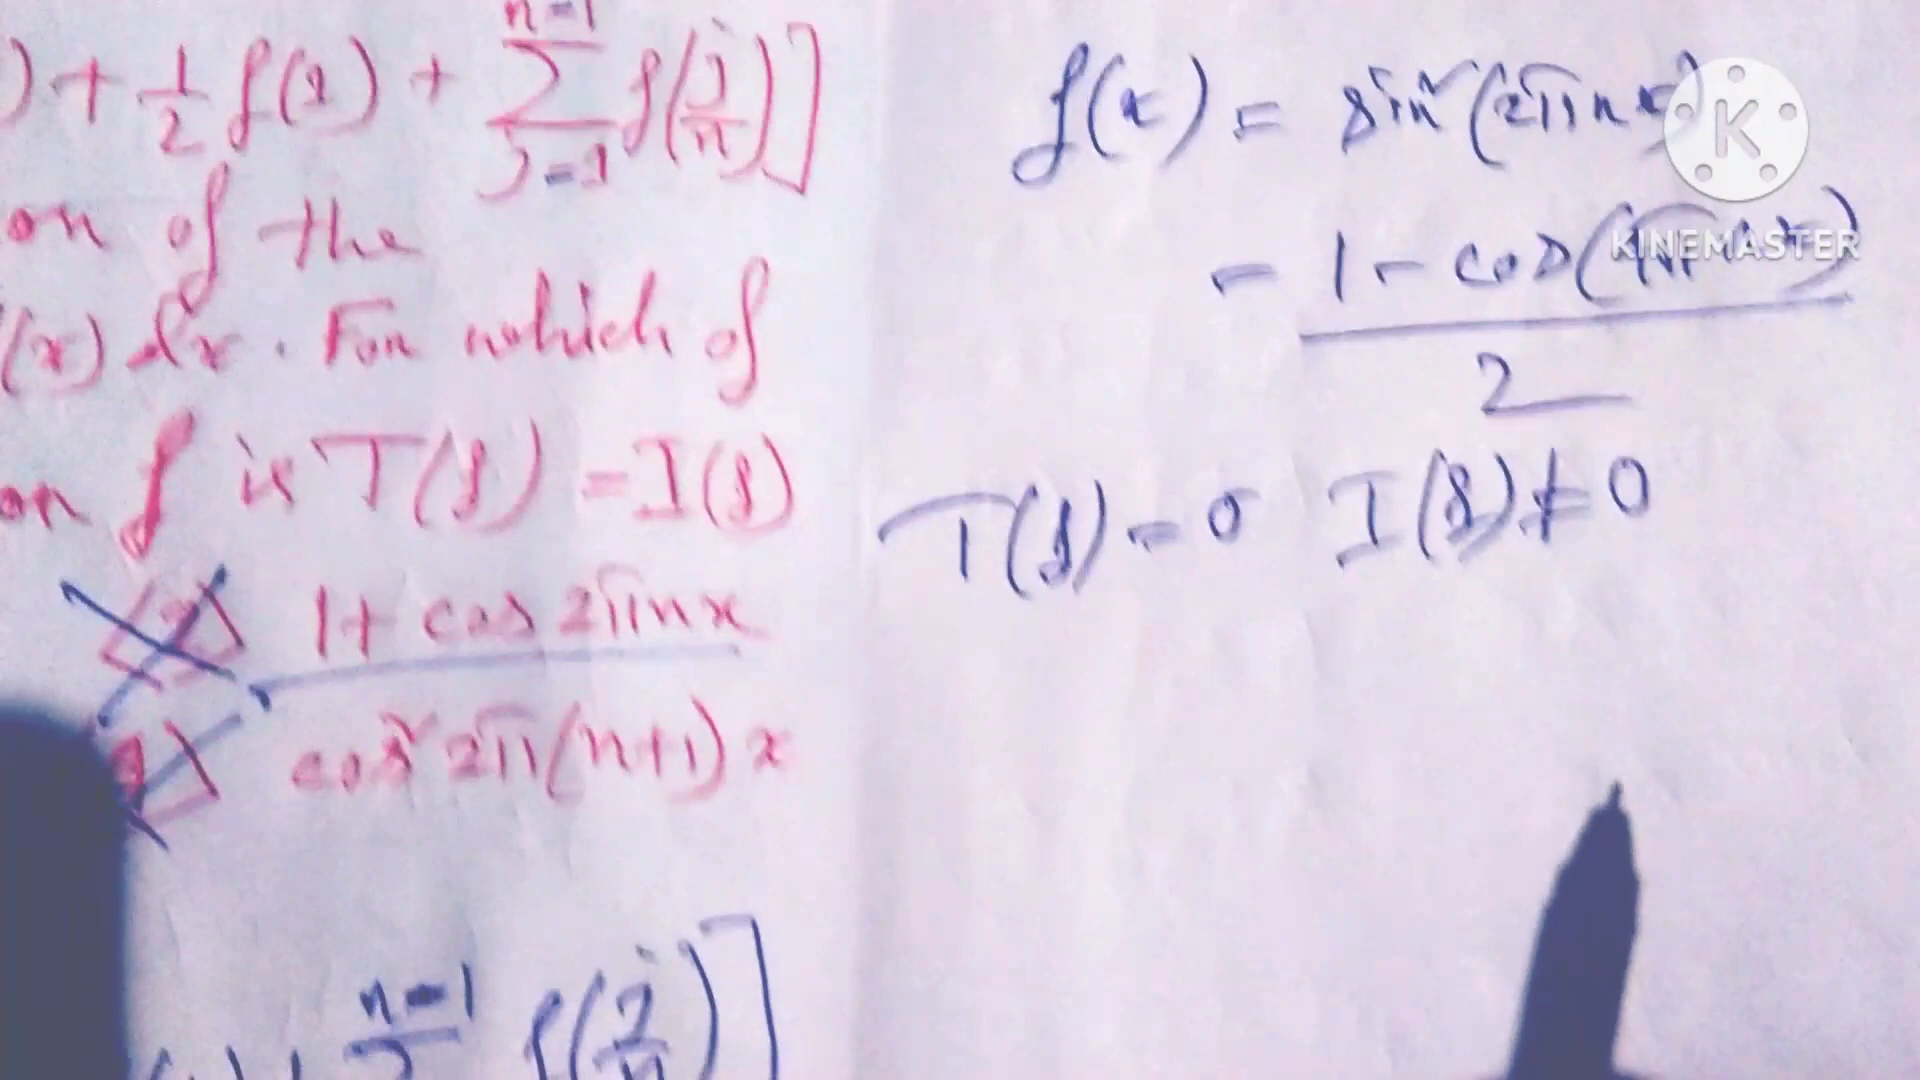 ) + 1/2 f(1) + ∑_{j=1}^{n-1} f(j/n)]
on of the
(x) dx. For which of
on f is T(f) = I(f)
1 + cos 2πnx
cos² 2π(n+1)x
n-1
f(j/n)]
f(x) = sin²(2πnx)
= 1 - cos(4πnx) / 2
T(f) = 0 I(f) ≠ 0
K
KINEMASTER